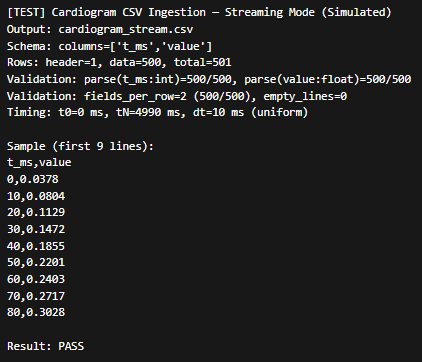 [TEST] Cardiogram CSV Ingestion – Streaming Mode (Simulated)
Output: cardiogram_stream.csv
Schema: columns=['t_ms','value']
Rows: header=1, data=500, total=501
Validation: parse(t_ms:int)=500/500, parse(value:float)=500/500
Validation: fields_per_row=2 (500/500), empty_lines=0
Timing: t0=0 ms, tN=4990 ms, dt=10 ms (uniform)
Sample (first 9 lines):
t_ms,value
0,0.0378
10,0.0804
20,0.1129
30,0.1472
40,0.1855
50,0.2201
60,0.2403
70,0.2717
80,0.3028
Result: PASS